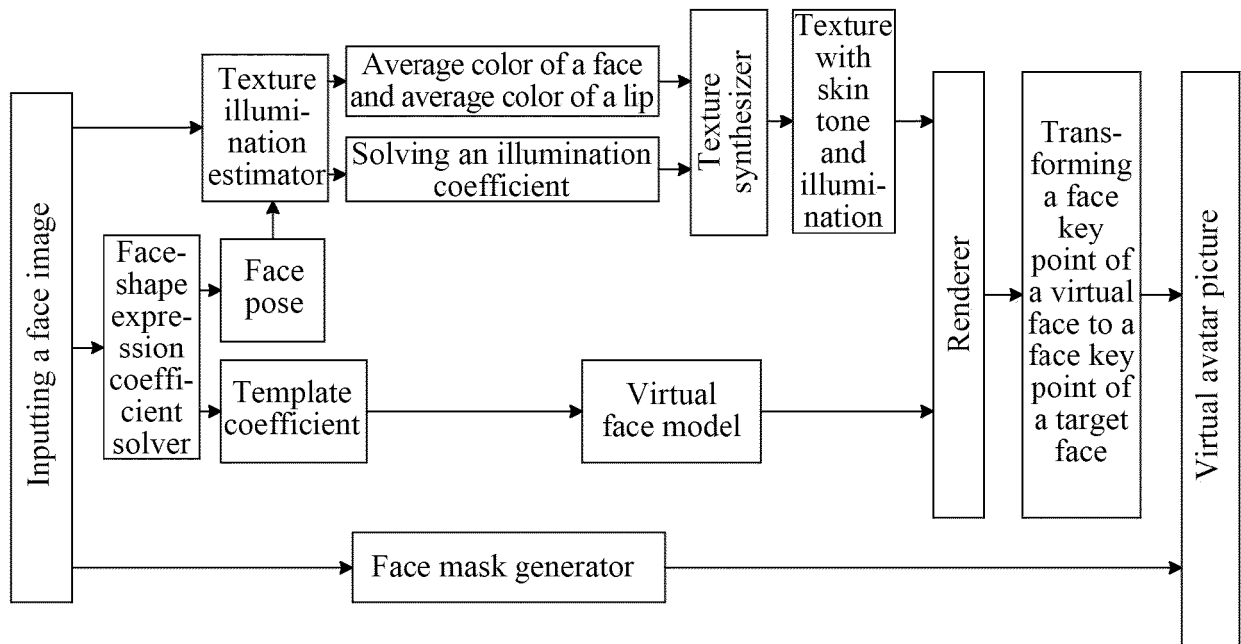 Inputting a face image
Texture
illumi-
nation
estimator
Face-
shape
expre-
ssion
coeffi-
cient
solver
Face
pose
Template
coefficient
Average color of a face
and average color of a lip
Solving an illumination
coefficient
Texture
synthesizer
Texture
with
skin
tone
and
illumi-
nation
Virtual
face model
Face mask generator
Renderer
Trans-
forming
a face
key
point of
a virtual
face to a
face key
point of
a target
face
Virtual avatar picture